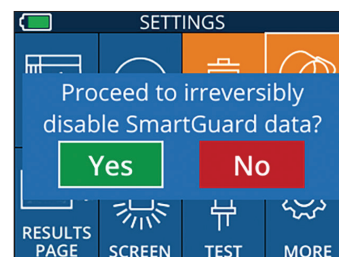 SETTINGS
Proceed to irreversibly
disable SmartGuard data?
Yes No
RESULTS
PAGE SCREEN TEST MORE